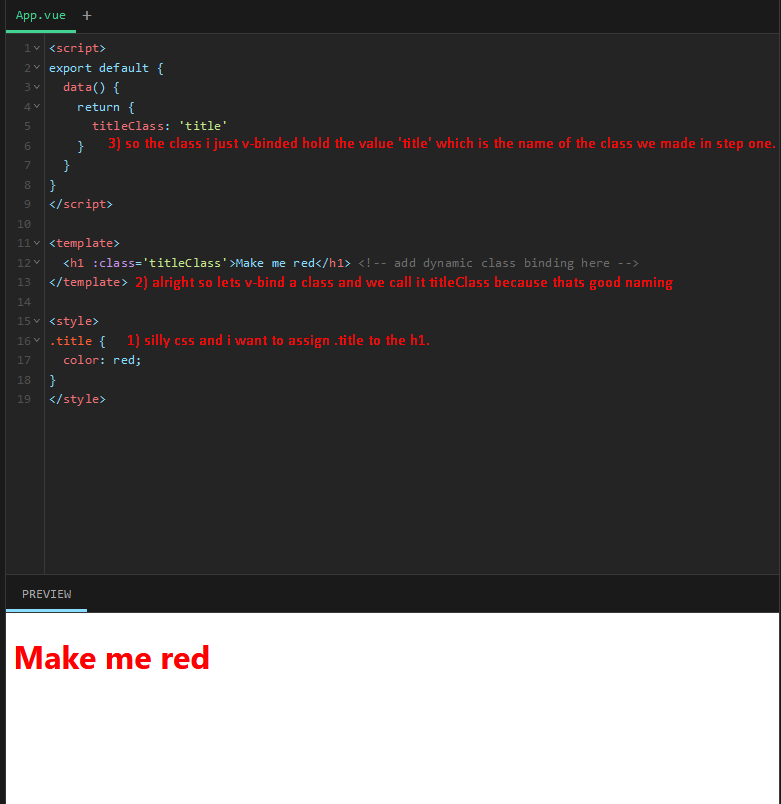 App.vue +
1 <script>
2 export default {
3 data() {
4 return {
5 titleClass: 'title'
6 } 3) so the class i just v-binded hold the value 'title' which is the name of the class we made in step one.
7 }
8 }
9 </script>
10
11 <template>
12 <h1 :class='titleClass'>Make me red</h1> <!-- add dynamic class binding here -->
13 </template> 2) alright so lets v-bind a class and we call it titleClass because thats good naming
14
15 <style>
16 .title { 1) silly css and i want to assign .title to the h1.
17 color: red;
18 }
19 </style>
PREVIEW
Make me red